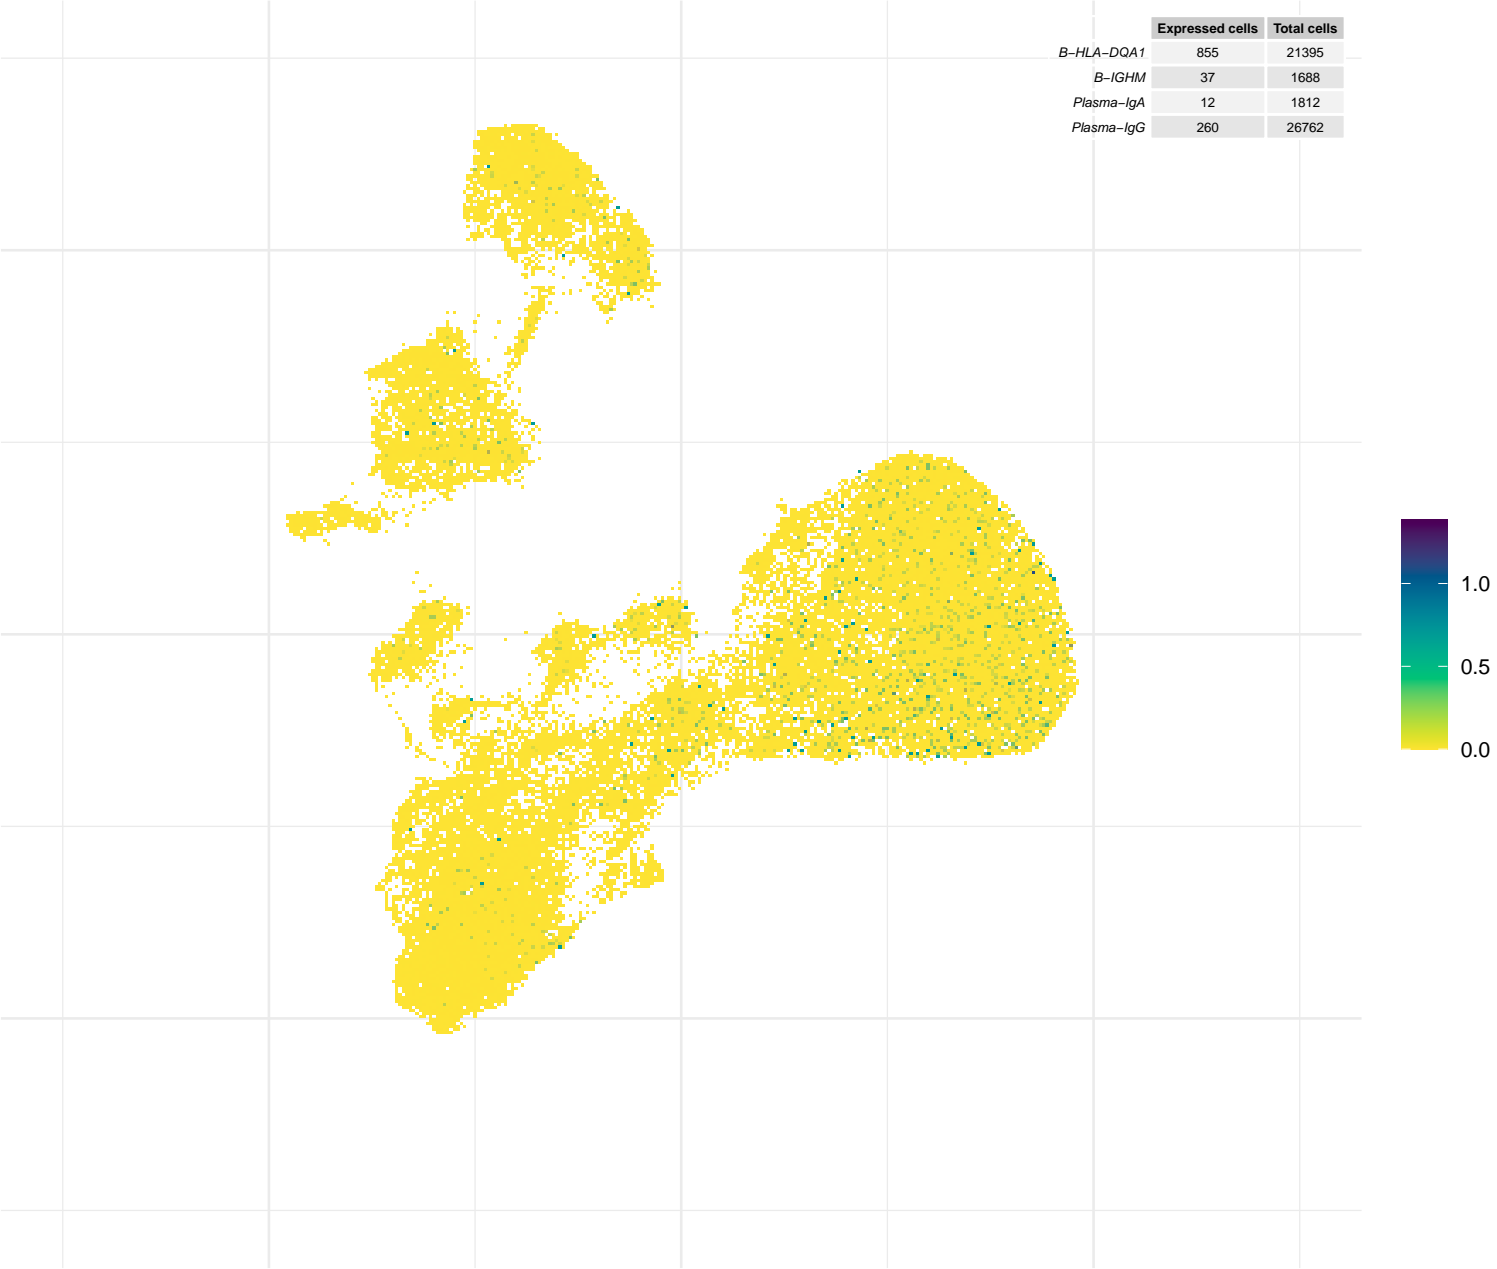 Expressed cells Total cells
B−HLA−DQA1 855 21395
B−IGHM 37 1688
Plasma−IgA 12 1812
Plasma−IgG 260 26762
1.0
0.5
0.0